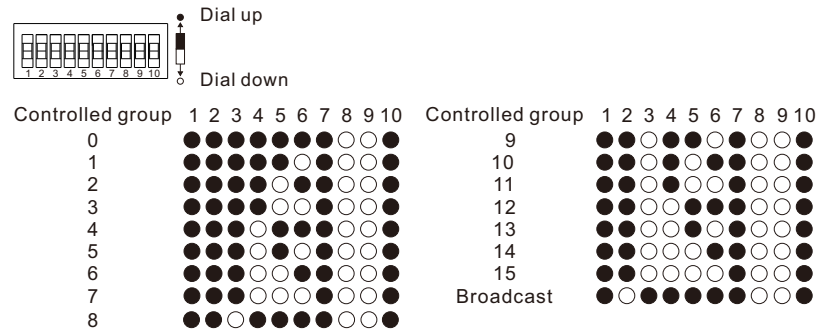 Dial up
1 2 3 4 5 6 7 8 9 10
Dial down
Controlled group 1 2 3 4 5 6 7 8 9 10
0
1
2
3
4
5
6
7
8
Controlled group 1 2 3 4 5 6 7 8 9 10
9
10
11
12
13
14
15
Broadcast